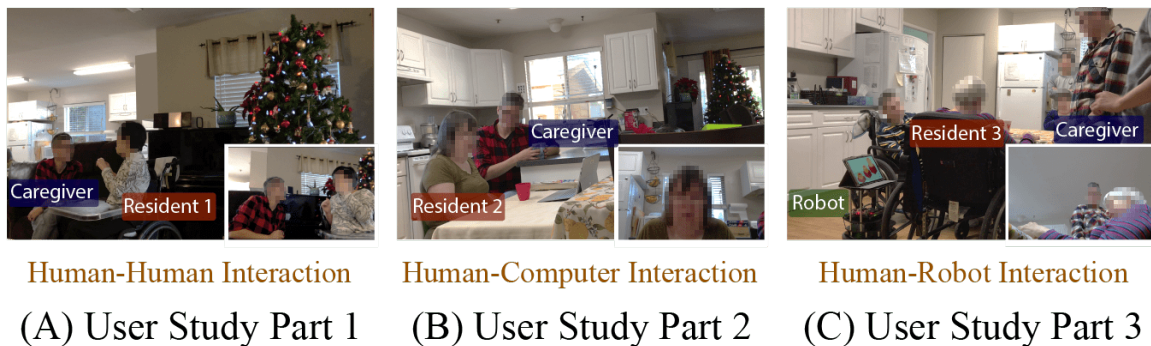 Caregiver
Resident 1
Human-Human Interaction
(A) User Study Part 1
Caregiver
Resident 2
Human-Computer Interaction
(B) User Study Part 2
Resident 3
Caregiver
Robot
Human-Robot Interaction
(C) User Study Part 3